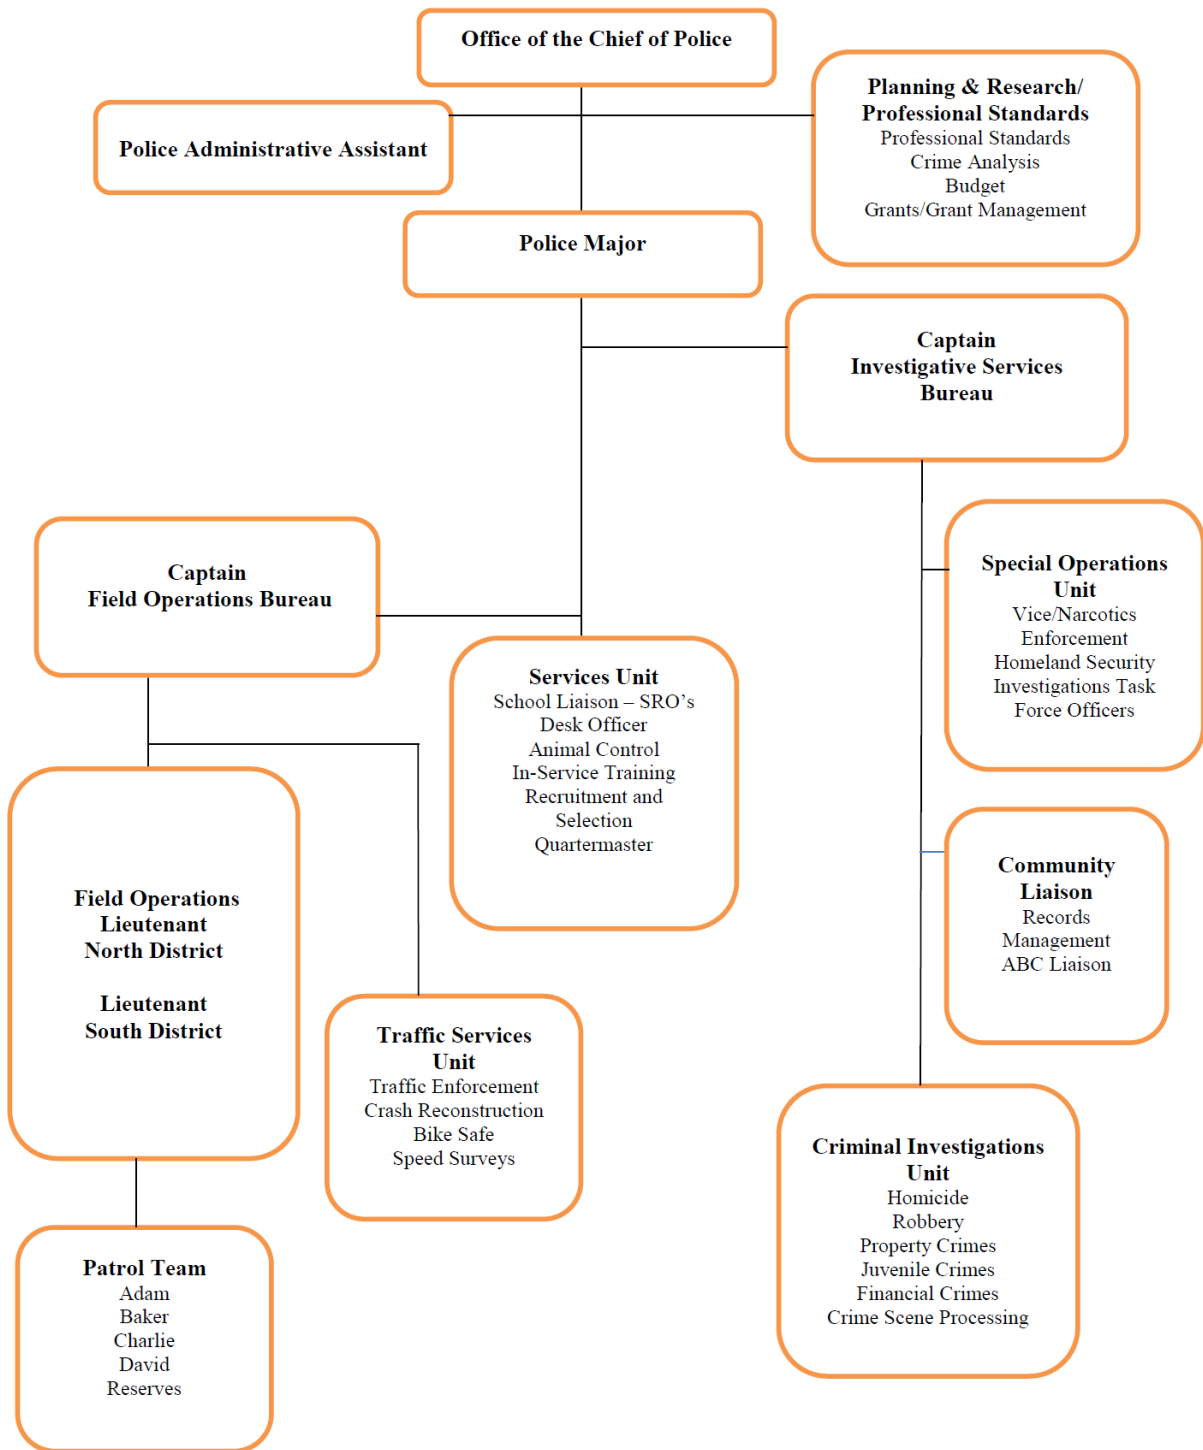 Office of the Chief of Police
Planning & Research/
Professional Standards
Professional Standards
Crime Analysis
Budget
Grants/Grant Management
Police Administrative Assistant
Police Major
Captain
Investigative Services
Bureau
Captain
Field Operations Bureau
Special Operations
Unit
Vice/Narcotics
Enforcement
Homeland Security
Investigations Task
Force Officers
Services Unit
School Liaison – SRO’s
Desk Officer
Animal Control
In-Service Training
Recruitment and
Selection
Quartermaster
Community
Liaison
Records
Management
ABC Liaison
Field Operations
Lieutenant
North District
Lieutenant
South District
Traffic Services
Unit
Traffic Enforcement
Crash Reconstruction
Bike Safe
Speed Surveys
Criminal Investigations
Unit
Homicide
Robbery
Property Crimes
Juvenile Crimes
Financial Crimes
Crime Scene Processing
Patrol Team
Adam
Baker
Charlie
David
Reserves